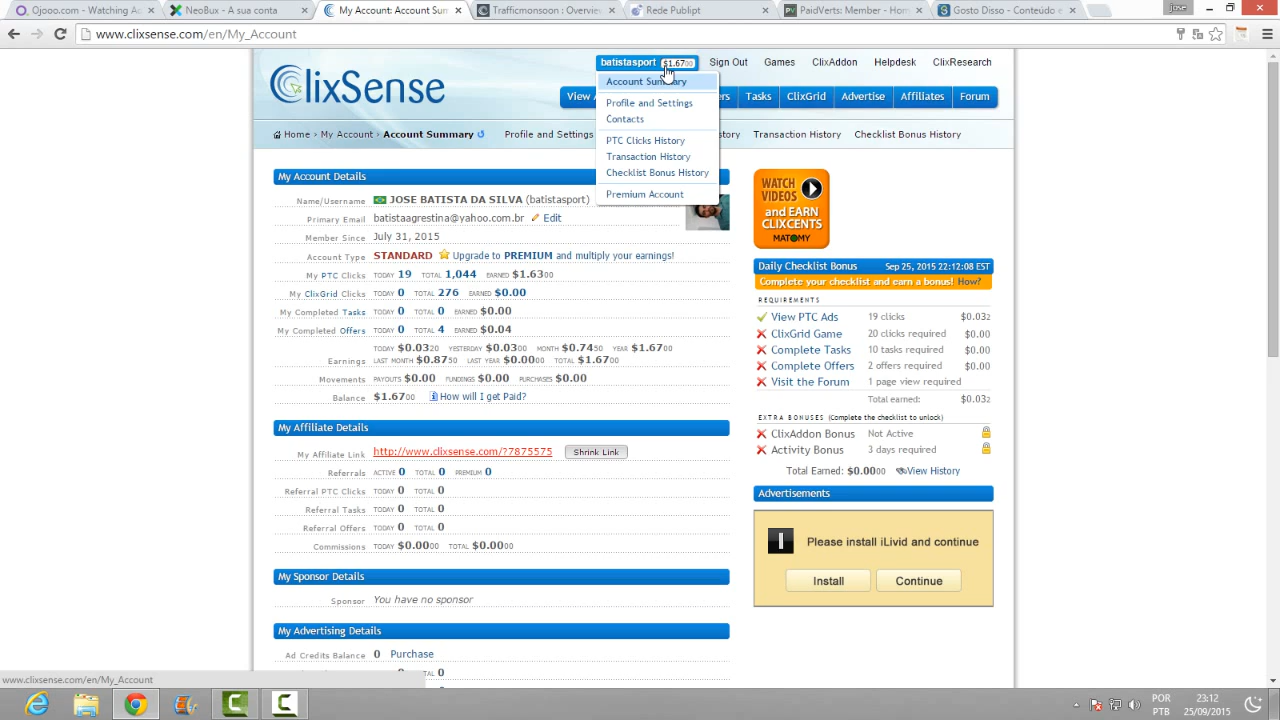 Ojooo.com - Watching Ad
NeoBux - A sua conta
My Account: Account Sum
Trafficmonsoon : Overview
Rede Publipt
PaidVerts: Member - Hom
Gosto Disso - Conteúdo e
www.clixsense.com/en/My_Account
ClixSense
batistasport $1.6700 Sign Out Games ClixAddon Helpdesk ClixResearch
View Tasks ClixGrid Advertise Affiliates Forum
Account Summary
Profile and Settings
Contacts
PTC Clicks History
Transaction History
Checklist Bonus History
Premium Account
Home › My Account › Account Summary Profile and Settings Transaction History Checklist Bonus History
My Account Details
Name/Username JOSE BATISTA DA SILVA (batistasport)
Primary Email batistaagrestina@yahoo.com.br Edit
Member Since July 31, 2015
Account Type STANDARD Upgrade to PREMIUM and multiply your earnings!
My PTC Clicks TODAY 19 TOTAL 1,044 EARNED $1.6300
My ClixGrid Clicks TODAY 0 TOTAL 276 EARNED $0.00
My Completed Tasks TODAY 0 TOTAL 0 EARNED $0.00
My Completed Offers TODAY 0 TOTAL 4 EARNED $0.04
TODAY $0.0320 YESTERDAY $0.0300 MONTH $0.7450 YEAR $1.6700
Earnings LAST MONTH $0.8750 LAST YEAR $0.0000 TOTAL $1.6700
Movements PAYOUTS $0.00 FUNDINGS $0.00 PURCHASES $0.00
Balance $1.6700 How will I get Paid?
My Affiliate Details
My Affiliate Link http://www.clixsense.com/?7875575 Shrink Link
Referrals ACTIVE 0 TOTAL 0 PREMIUM 0
Referral PTC Clicks TODAY 0 TOTAL 0
Referral Tasks TODAY 0 TOTAL 0
Referral Offers TODAY 0 TOTAL 0
Commissions TODAY $0.0000 TOTAL $0.0000
My Sponsor Details
Sponsor You have no sponsor
My Advertising Details
Ad Credits Balance 0 Purchase
WATCH
VIDEOS
and EARN
CLIXCENTS
MATOMY
Daily Checklist Bonus Sep 25, 2015 22:12:08 EST
Complete your checklist and earn a bonus! How?
REQUIREMENTS
View PTC Ads 19 clicks $0.032
ClixGrid Game 20 clicks required $0.00
Complete Tasks 10 tasks required $0.00
Complete Offers 2 offers required $0.00
Visit the Forum 1 page view required
Total earned: $0.032
EXTRA BONUSES (Complete the checklist to unlock)
ClixAddon Bonus Not Active
Activity Bonus 3 days required
Total Earned: $0.0000 View History
Advertisements
I Please install iLivid and continue
Install Continue
www.clixsense.com/en/My_Account
POR
PTB
23:12
25/09/2015